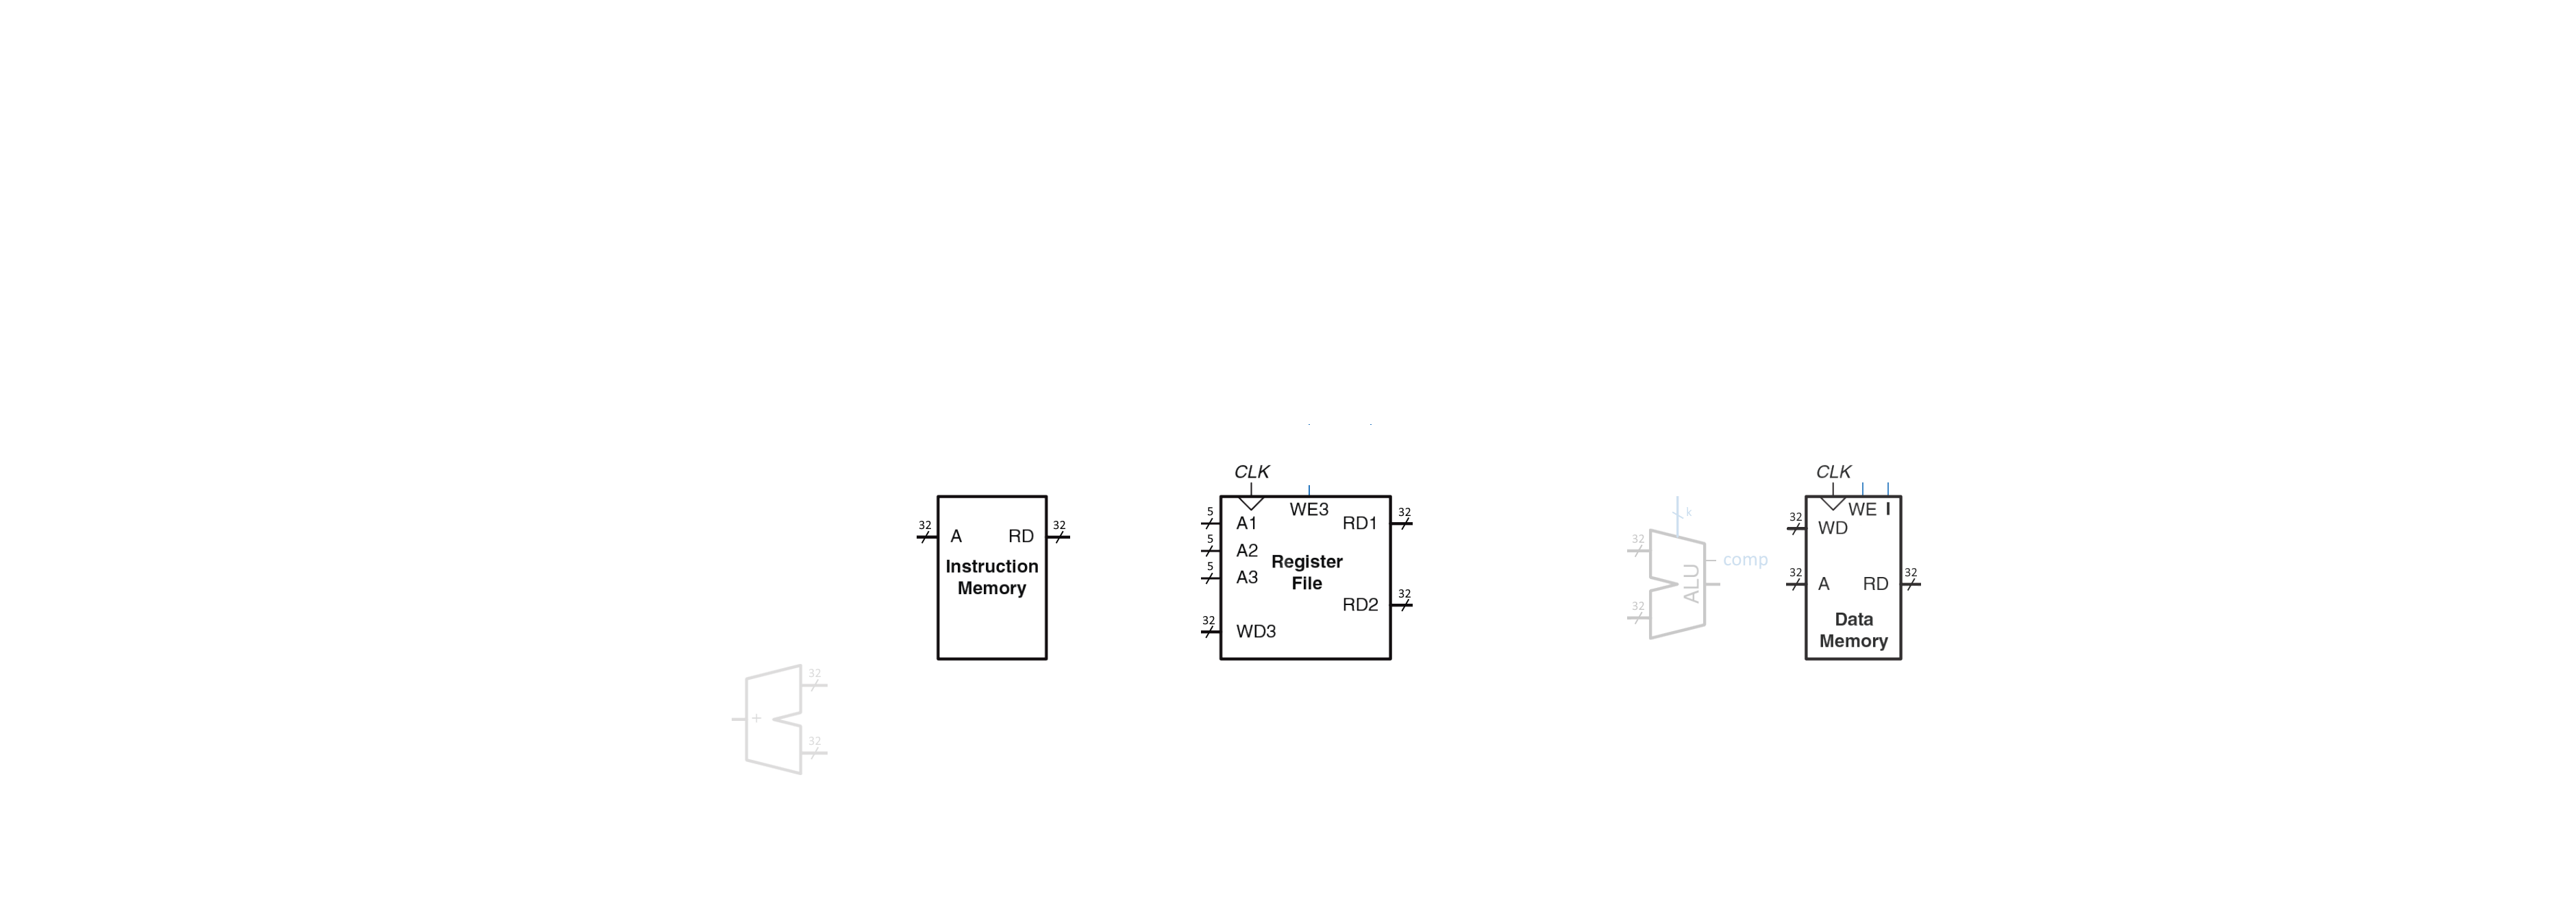 CLK
CLK
WE3
WE I
32
A
RD
32
5
A1
RD1
32
32
WD
5
A2
k
5
A3
Register
File
32
comp
Instruction
Memory
ALU
32
A
RD
32
RD2
32
32
32
WD3
Data
Memory
32
+
32